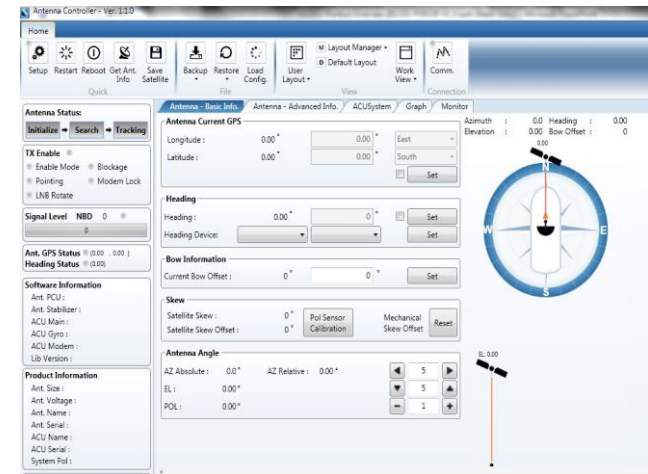 Antenna Controller - Ver. 1.1.0
Home
Setup Restart Reboot Get Ant. Info Save Satellite
Quick
Backup Restore Load Config.
File
User Layout
M Layout Manager
D Default Layout
Work View
View
Comm.
Connection
Antenna Status:
Initialize Search Tracking
TX Enable
Enable Mode Blockage
Pointing Modem Lock
LNB Rotate
Signal Level NBD 0
0
Ant. GPS Status (0.00 , 0.00 )
Heading Status (0.00)
Software Information
Ant. PCU :
Ant. Stabilizer :
ACU Main :
ACU Gyro :
ACU Modem :
Lib Version :
Product Information
Ant. Size :
Ant. Voltage :
Ant. Name :
Ant. Serial :
ACU Name :
ACU Serial :
System Pol :
Antenna - Basic Info. Antenna - Advanced Info. ACUSystem Graph Monitor
Antenna Current GPS
Longitude : 0.00 ° 0.00 ° East
Latitude : 0.00 ° 0.00 ° South
Set
Heading
Heading : 0.00 ° 0 ° Set
Heading Device: Set
Bow Information
Current Bow Offset : 0 ° 0 ° Set
Skew
Satellite Skew : 0 °
Satellite Skew Offset : 0 °
Pol Sensor Calibration
Mechanical Skew Offset
Reset
Antenna Angle
AZ Absolute : 0.0° AZ Relative : 0.00 ° 5
EL : 0.00° 5
POL : 0.00° 1
Azimuth : 0.0 Heading : 0.00
Elevation : 0.00 Bow Offset : 0
0.00
N
W
E
S
EL: 0.00